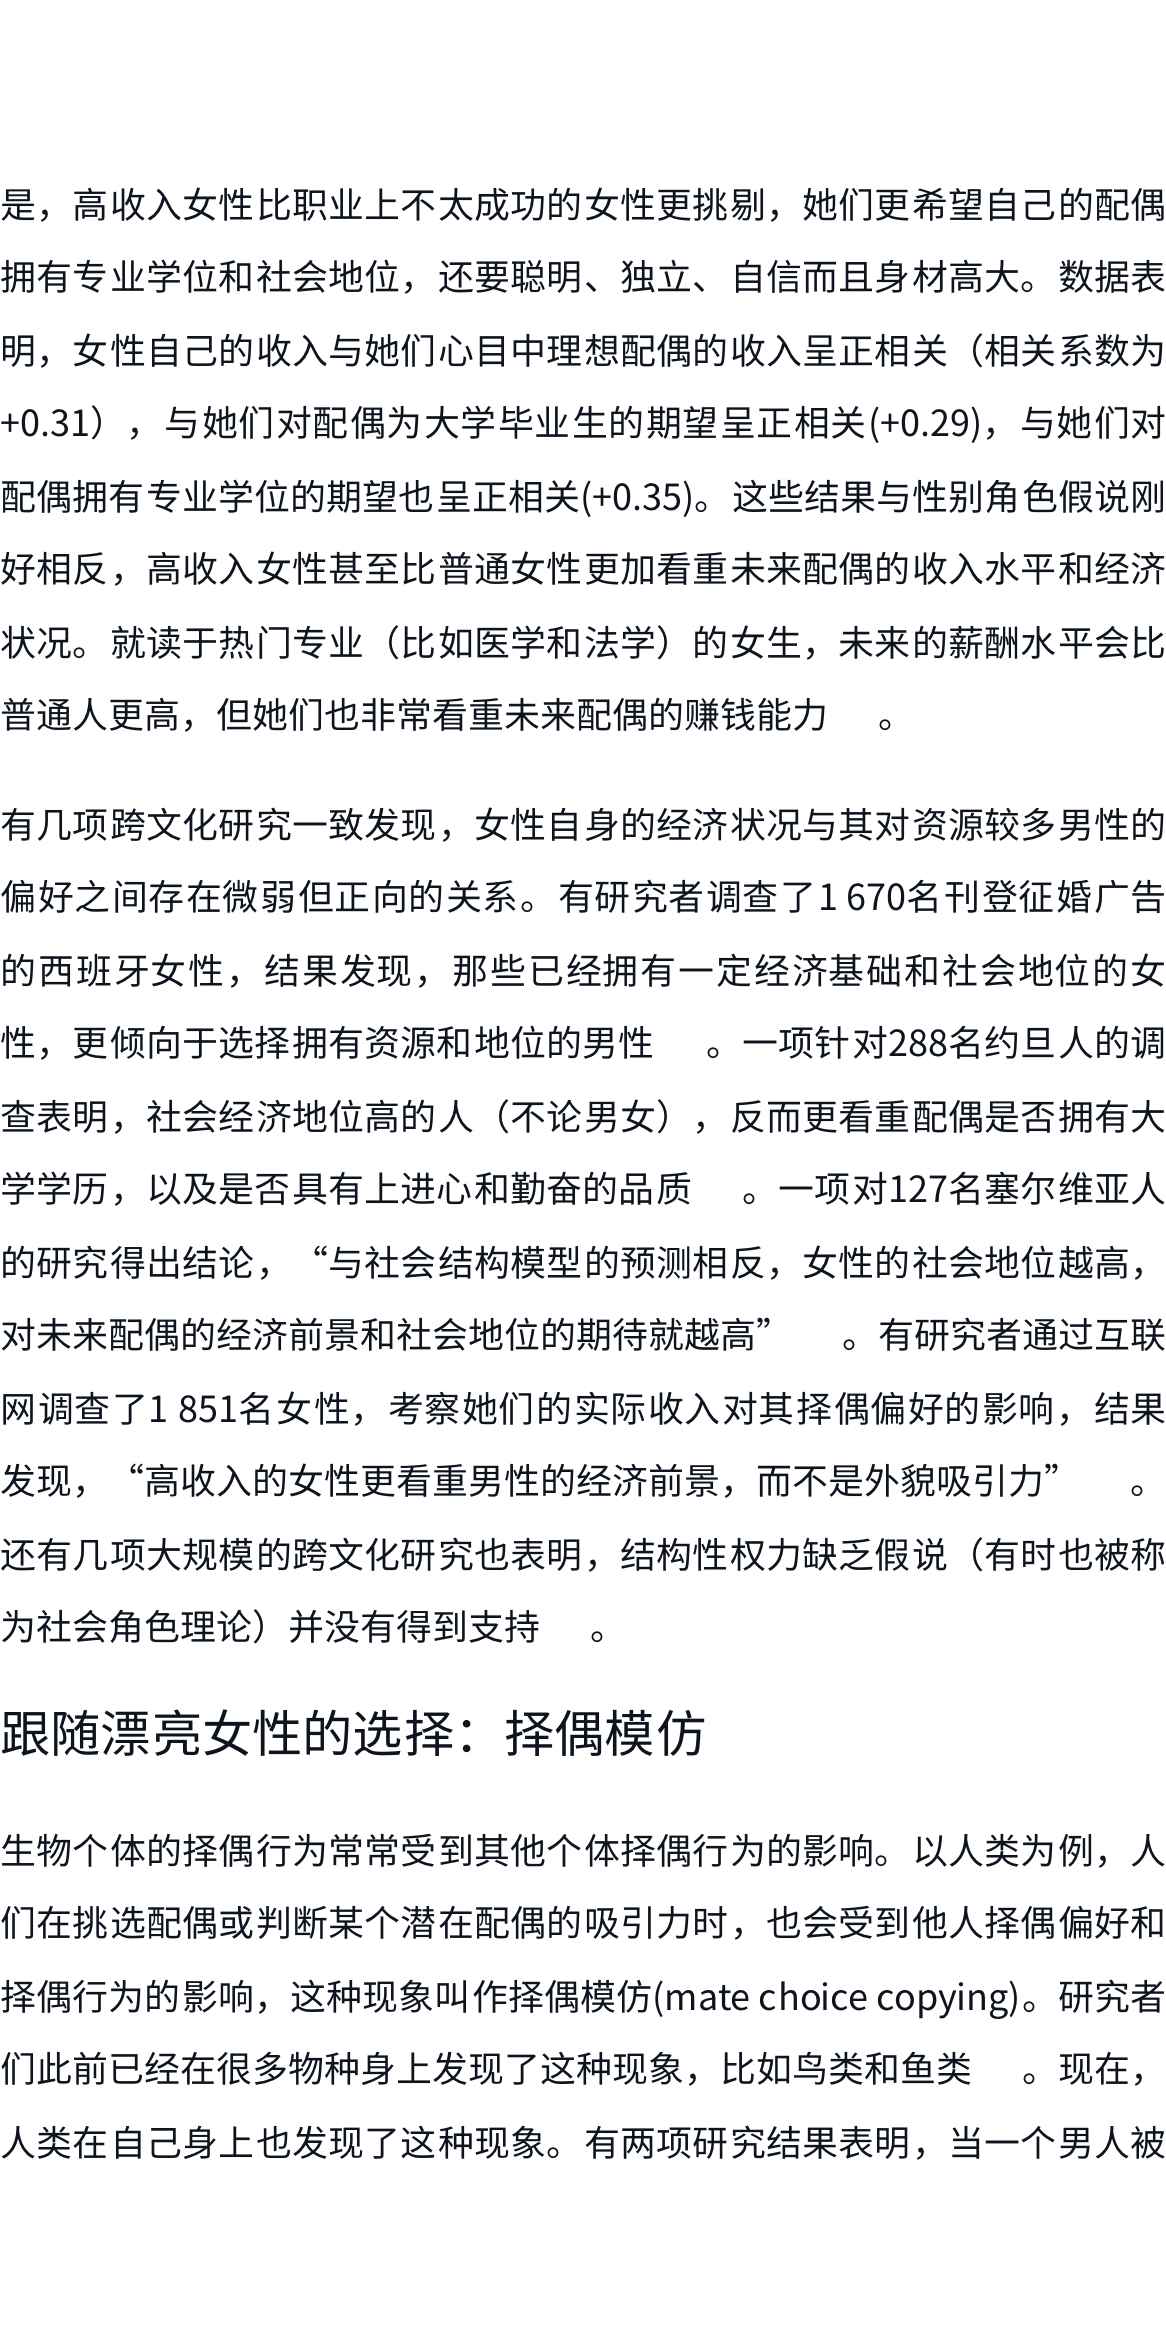 是，高收入女性比职业上不太成功的女性更挑剔，她们更希望自己的配偶
拥有专业学位和社会地位，还要聪明、独立、自信而且身材高大。数据表
明，女性自己的收入与她们心目中理想配偶的收入呈正相关（相关系数为
+0.31），与她们对配偶为大学毕业生的期望呈正相关(+0.29)，与她们对
配偶拥有专业学位的期望也呈正相关(+0.35)。这些结果与性别角色假说刚
好相反，高收入女性甚至比普通女性更加看重未来配偶的收入水平和经济
状况。就读于热门专业（比如医学和法学）的女生，未来的薪酬水平会比
普通人更高，但她们也非常看重未来配偶的赚钱能力 。
有几项跨文化研究一致发现，女性自身的经济状况与其对资源较多男性的
偏好之间存在微弱但正向的关系。有研究者调查了1 670名刊登征婚广告
的西班牙女性，结果发现，那些已经拥有一定经济基础和社会地位的女
性，更倾向于选择拥有资源和地位的男性 。一项针对288名约旦人的调
查表明，社会经济地位高的人（不论男女），反而更看重配偶是否拥有大
学学历，以及是否具有上进心和勤奋的品质 。一项对127名塞尔维亚人
的研究得出结论，“与社会结构模型的预测相反，女性的社会地位越高，
对未来配偶的经济前景和社会地位的期待就越高” 。有研究者通过互联
网调查了1 851名女性，考察她们的实际收入对其择偶偏好的影响，结果
发现，“高收入的女性更看重男性的经济前景，而不是外貌吸引力” 。
还有几项大规模的跨文化研究也表明，结构性权力缺乏假说（有时也被称
为社会角色理论）并没有得到支持 。
跟随漂亮女性的选择：择偶模仿
生物个体的择偶行为常常受到其他个体择偶行为的影响。以人类为例，人
们在挑选配偶或判断某个潜在配偶的吸引力时，也会受到他人择偶偏好和
择偶行为的影响，这种现象叫作择偶模仿(mate choice copying)。研究者
们此前已经在很多物种身上发现了这种现象，比如鸟类和鱼类 。现在，
人类在自己身上也发现了这种现象。有两项研究结果表明，当一个男人被